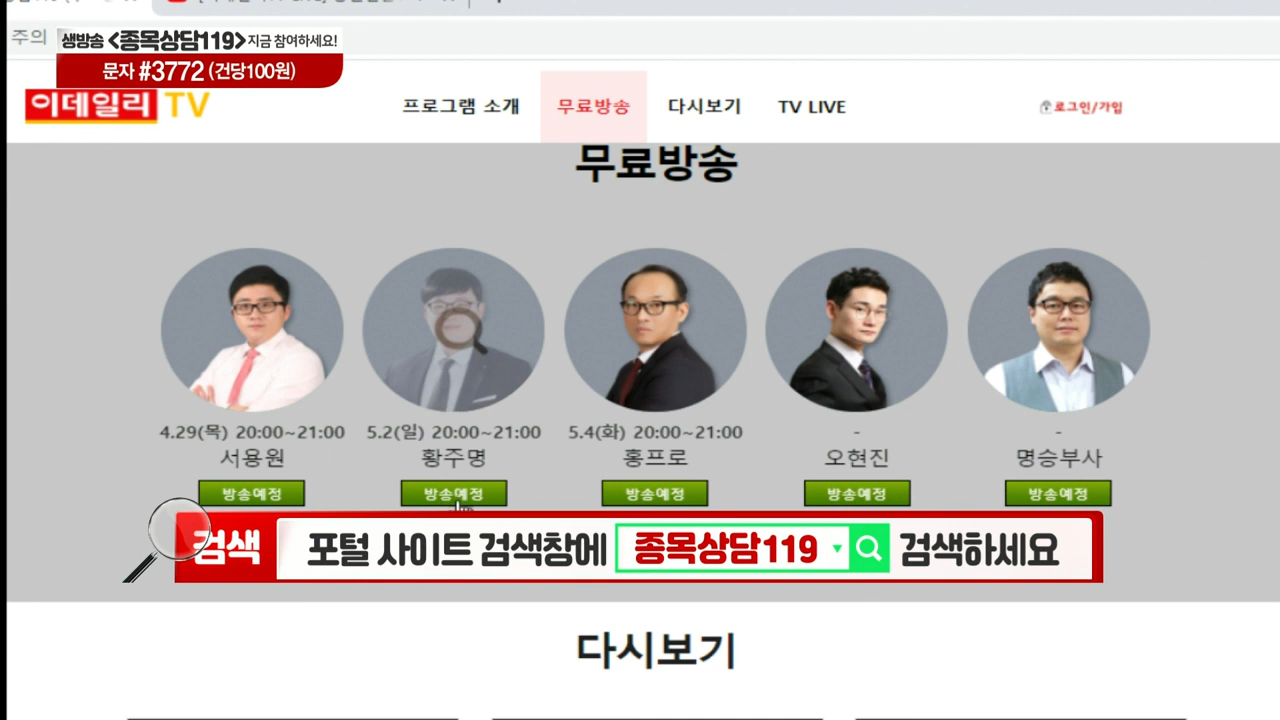 주의
생방송 <종목상담119> 지금 참여하세요!
문자 #3772 (건당100원)
이데일리 TV
프로그램 소개 무료방송 다시보기 TV LIVE 로그인/가입
무료방송
4.29(목) 20:00~21:00 5.2(일) 20:00~21:00 5.4(화) 20:00~21:00 - -
서용원 황주명 홍프로 오현진 명승부사
방송예정 방송예정 방송예정 방송예정 방송예정
검색 포털 사이트 검색창에 종목상담119 검색하세요
다시보기